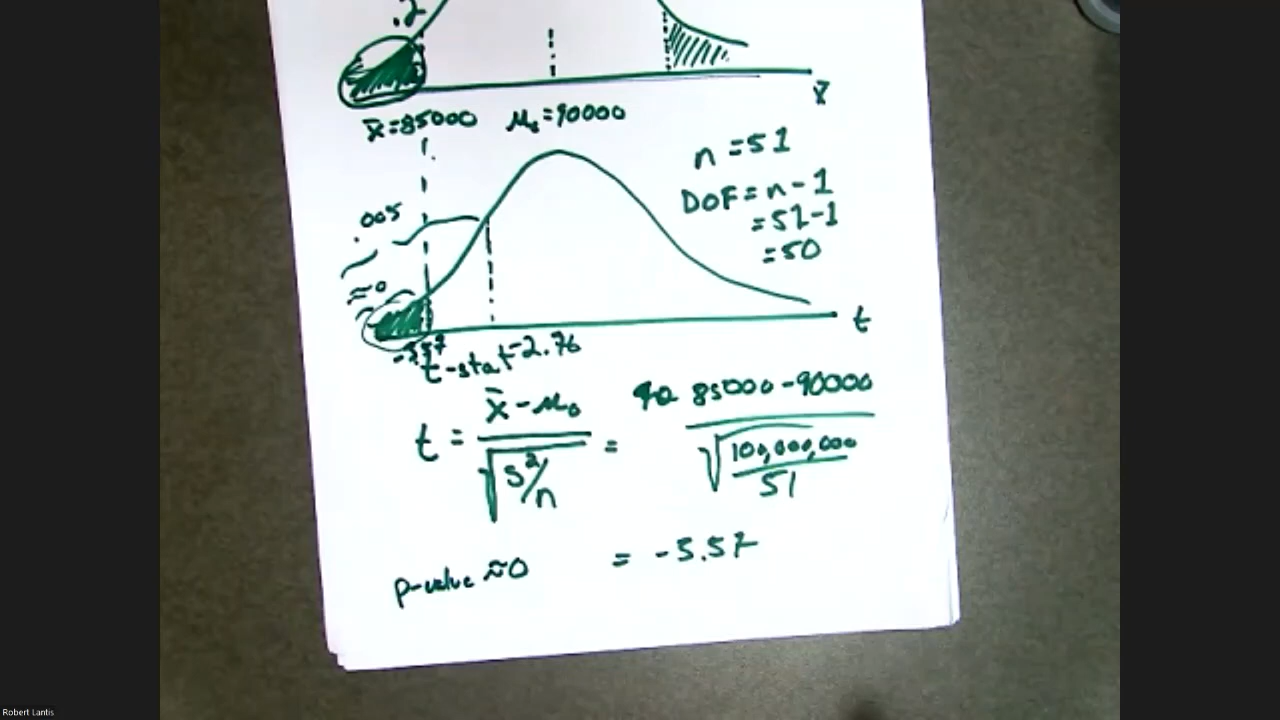 .2
x̄
x̄=85000 μ₀=90000
n=51
DOF=n-1
=51-1
=50
.005
≈0
t
-5.57
t-stat -2.76
t = x̄-μ₀ / √s²/n = 85000-90000 / √100,000,000/51
p-value ≈0 = -5.57
Robert Lantis